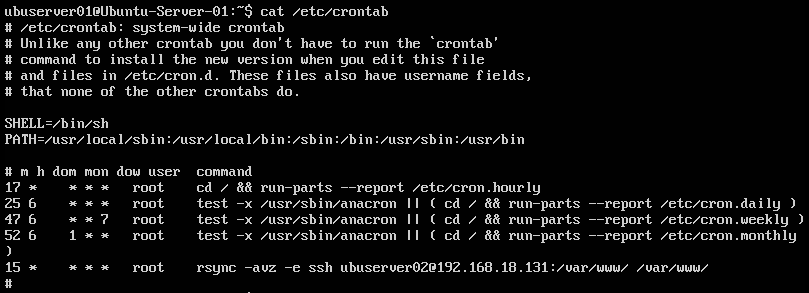 ubuserver01@Ubuntu-Server-01:~$ cat /etc/crontab
# /etc/crontab: system-wide crontab
# Unlike any other crontab you don't have to run the `crontab'
# command to install the new version when you edit this file
# and files in /etc/cron.d. These files also have username fields,
# that none of the other crontabs do.

SHELL=/bin/sh
PATH=/usr/local/sbin:/usr/local/bin:/sbin:/bin:/usr/sbin:/usr/bin

# m h dom mon dow user  command
17 *    * * *   root    cd / && run-parts --report /etc/cron.hourly
25 6    * * *   root    test -x /usr/sbin/anacron || ( cd / && run-parts --report /etc/cron.daily )
47 6    * * 7   root    test -x /usr/sbin/anacron || ( cd / && run-parts --report /etc/cron.weekly )
52 6    1 * *   root    test -x /usr/sbin/anacron || ( cd / && run-parts --report /etc/cron.monthly
)
15 *    * * *   root    rsync -avz -e ssh ubuserver02@192.168.18.131:/var/www/ /var/www/
#